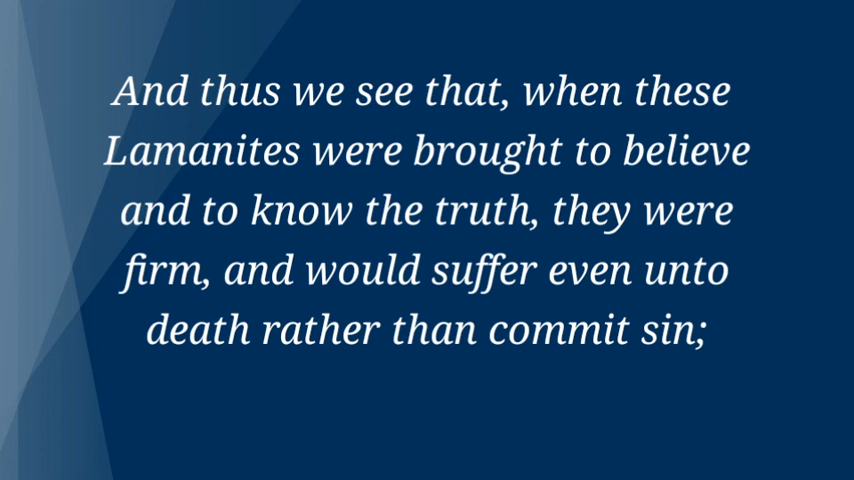 And thus we see that, when these
Lamanites were brought to believe
and to know the truth, they were
firm, and would suffer even unto
death rather than commit sin;